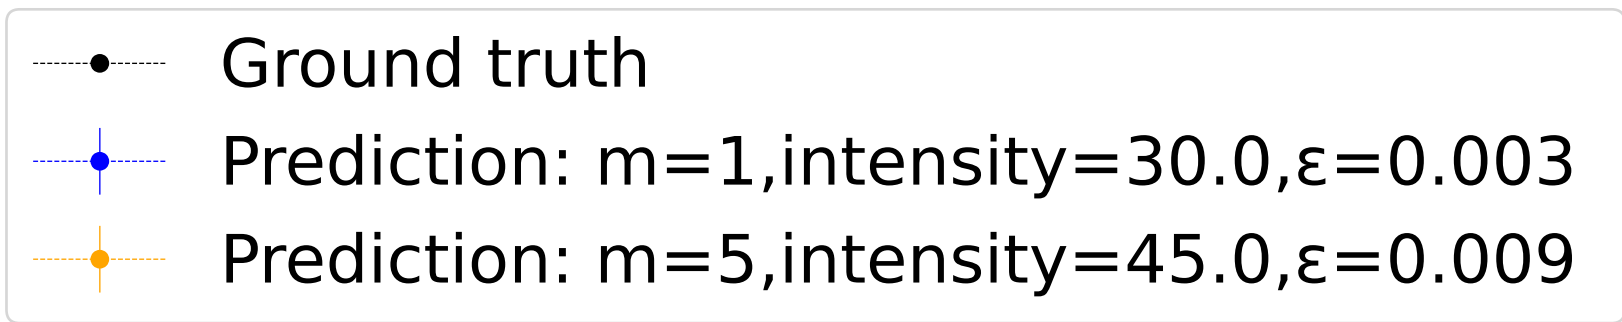 Ground truth
Prediction: m=1,intensity=30.0,ε=0.003
Prediction: m=5,intensity=45.0,ε=0.009